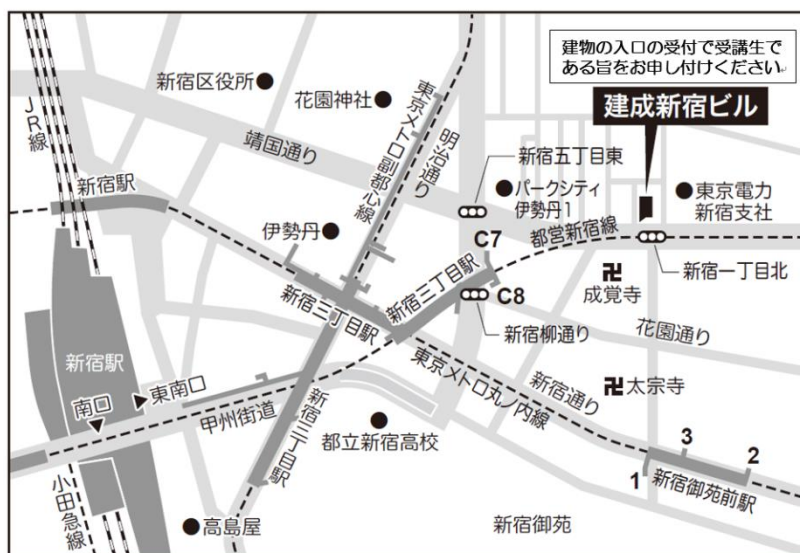 建物の入口の受付で受講生で
ある旨をお申し付けください
建成新宿ビル
新宿区役所
花園神社
東京メトロ副都心線
明治通り
JR線
靖国通り
新宿五丁目東
パークシティ
伊勢丹1
東京電力
新宿支社
新宿駅
伊勢丹
都営新宿線
C7
新宿一丁目北
新宿三丁目駅
新宿三丁目駅
C8
成覚寺
新宿柳通り
花園通り
新宿駅
東南口
南口
甲州街道
新宿三丁目駅
東京メトロ丸ノ内線
新宿通り
太宗寺
都立新宿高校
3
2
1
新宿御苑前駅
小田急線
高島屋
新宿御苑